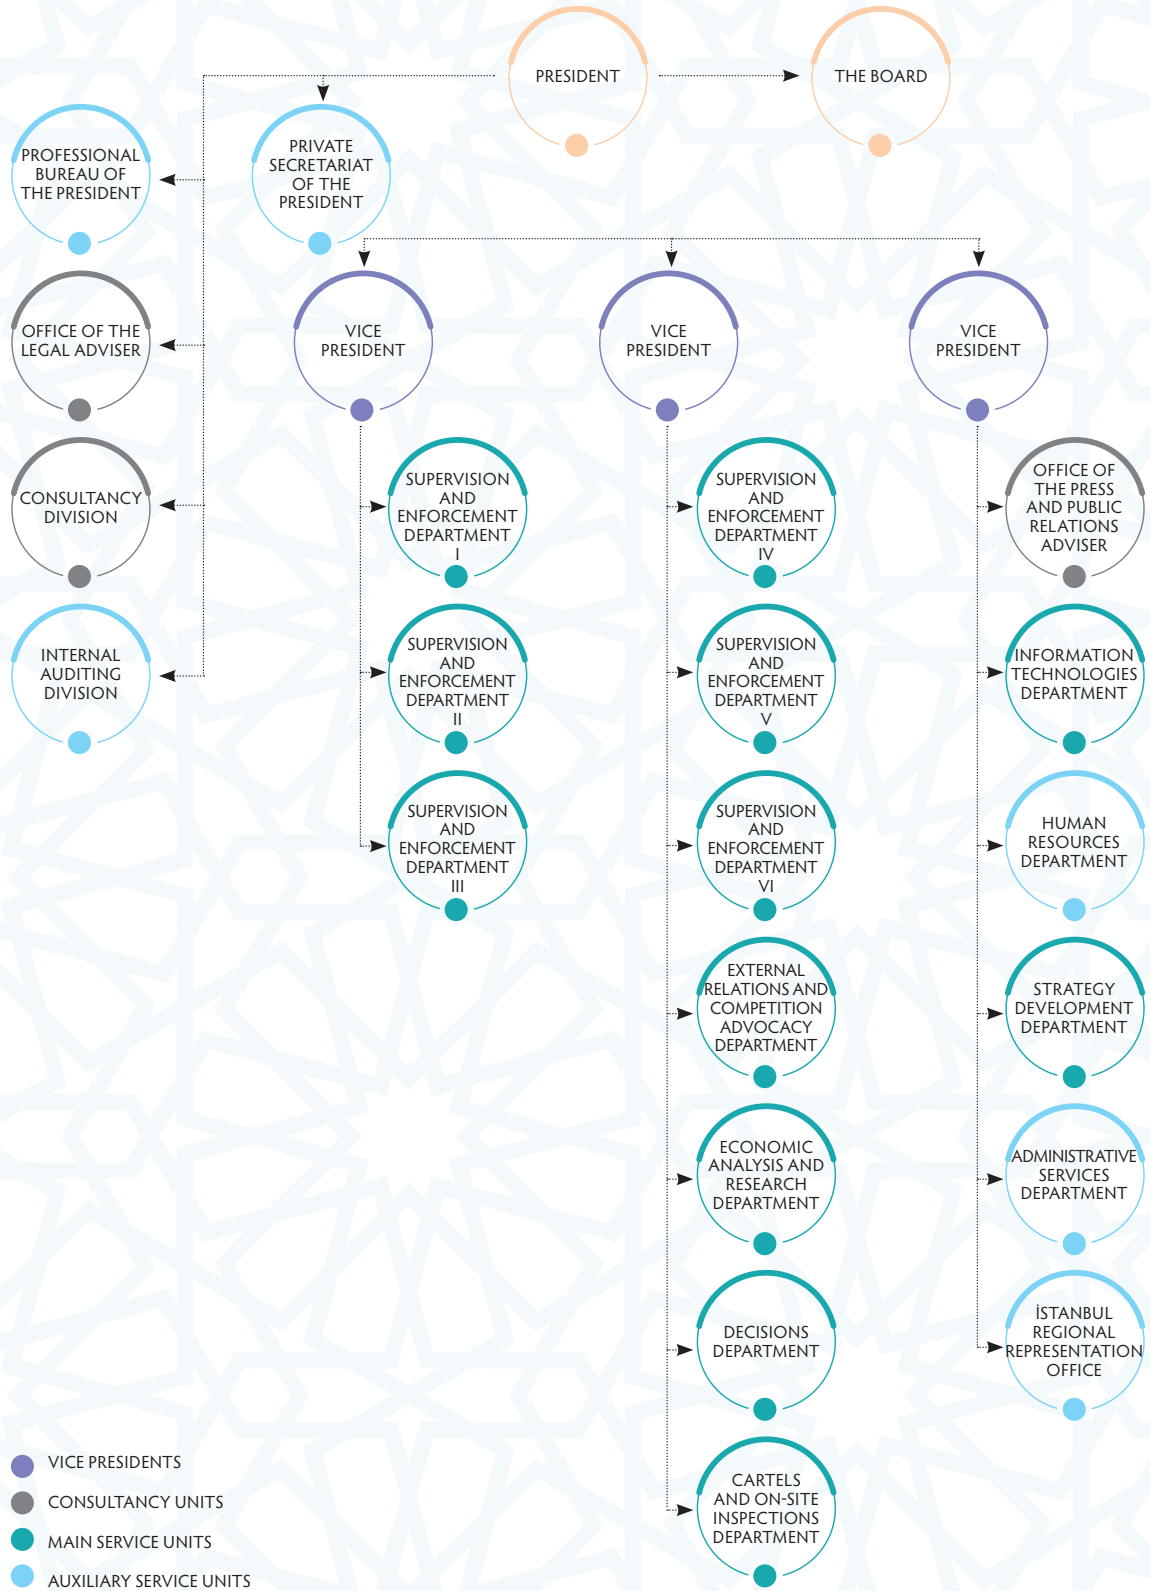 PRESIDENT
THE BOARD
PROFESSIONAL
BUREAU OF
THE PRESIDENT
PRIVATE
SECRETARIAT
OF THE
PRESIDENT
OFFICE OF THE
LEGAL ADVISER
CONSULTANCY
DIVISION
INTERNAL
AUDITING
DIVISION
VICE
PRESIDENT
SUPERVISION
AND
ENFORCEMENT
DEPARTMENT
I
SUPERVISION
AND
ENFORCEMENT
DEPARTMENT
II
SUPERVISION
AND
ENFORCEMENT
DEPARTMENT
III
VICE
PRESIDENT
SUPERVISION
AND
ENFORCEMENT
DEPARTMENT
IV
SUPERVISION
AND
ENFORCEMENT
DEPARTMENT
V
SUPERVISION
AND
ENFORCEMENT
DEPARTMENT
VI
EXTERNAL
RELATIONS AND
COMPETITION
ADVOCACY
DEPARTMENT
ECONOMIC
ANALYSIS AND
RESEARCH
DEPARTMENT
DECISIONS
DEPARTMENT
CARTELS
AND ON-SITE
INSPECTIONS
DEPARTMENT
VICE
PRESIDENT
OFFICE OF
THE PRESS
AND PUBLIC
RELATIONS
ADVISER
INFORMATION
TECHNOLOGIES
DEPARTMENT
HUMAN
RESOURCES
DEPARTMENT
STRATEGY
DEVELOPMENT
DEPARTMENT
ADMINISTRATIVE
SERVICES
DEPARTMENT
İSTANBUL
REGIONAL
REPRESENTATION
OFFICE
VICE PRESIDENTS
CONSULTANCY UNITS
MAIN SERVICE UNITS
AUXILIARY SERVICE UNITS